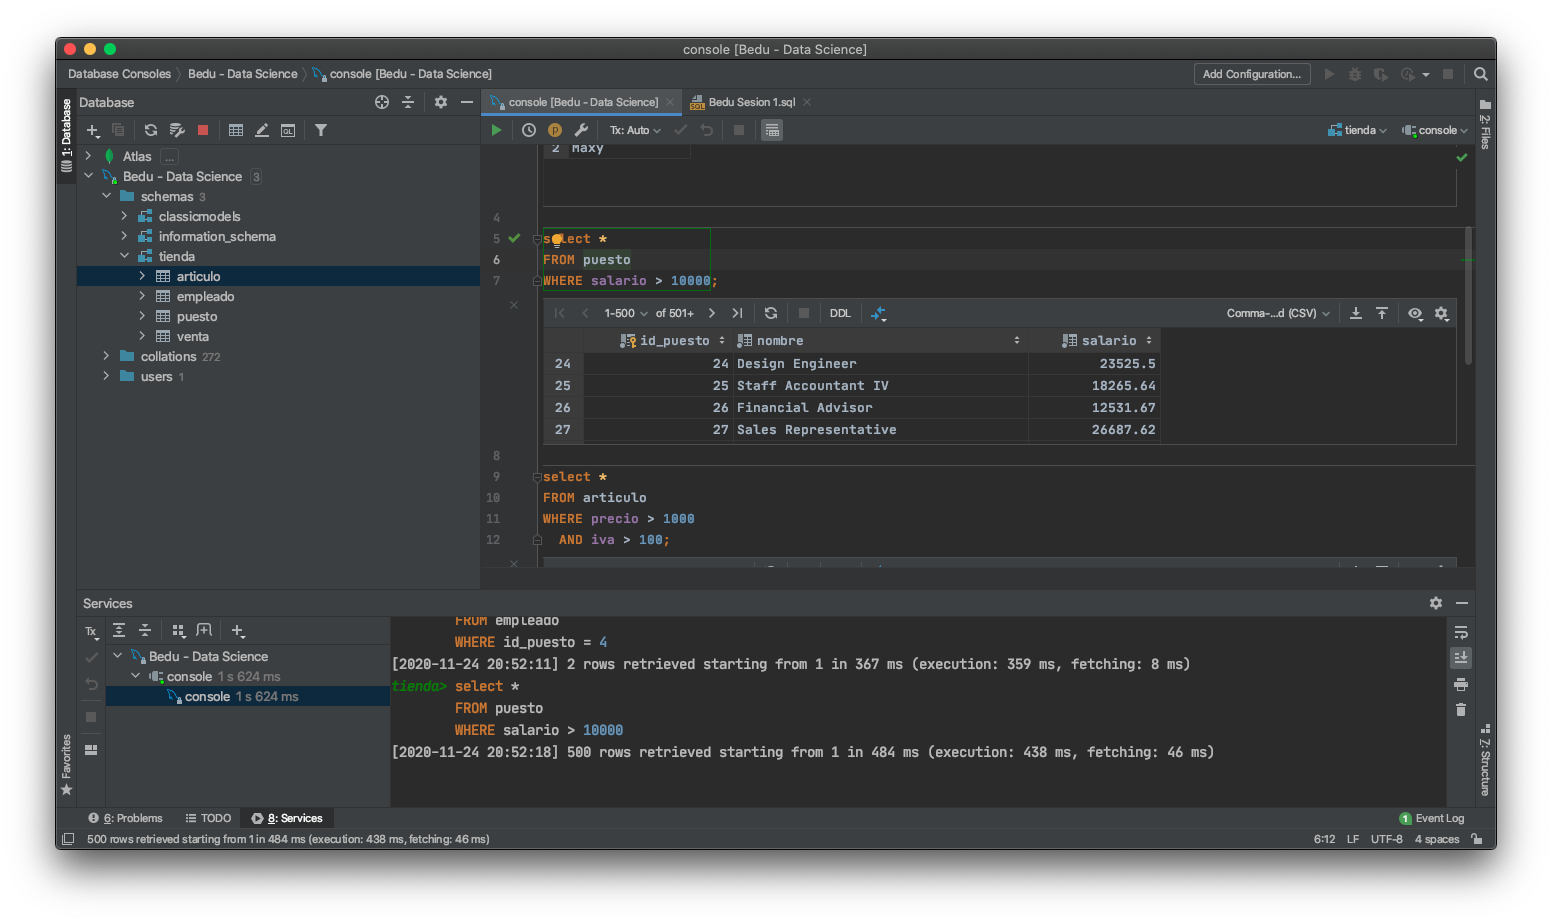 console [Bedu - Data Science]
Database Consoles
Bedu - Data Science
console [Bedu - Data Science]
Add Configuration...
1: Database
Database
console [Bedu - Data Science]
Bedu Sesion 1.sql
2: Files
Tx: Auto
tienda
console
Atlas ...
Bedu - Data Science 3
schemas 3
classicmodels
information_schema
tienda
articulo
empleado
puesto
venta
collations 272
users 1
2 Maxy
4
5 select *
6 FROM puesto
7 WHERE salario > 10000;
1-500 of 501+ DDL Comma-...d (CSV)
id_puesto nombre salario
24 24 Design Engineer 23525.5
25 25 Staff Accountant IV 18265.64
26 26 Financial Advisor 12531.67
27 27 Sales Representative 26687.62
8
9 select *
10 FROM articulo
11 WHERE precio > 1000
12 AND iva > 100;
Services
Tx
Bedu - Data Science
console 1 s 624 ms
console 1 s 624 ms
FROM empleado
WHERE id_puesto = 4
[2020-11-24 20:52:11] 2 rows retrieved starting from 1 in 367 ms (execution: 359 ms, fetching: 8 ms)
tienda> select *
FROM puesto
WHERE salario > 10000
[2020-11-24 20:52:18] 500 rows retrieved starting from 1 in 484 ms (execution: 438 ms, fetching: 46 ms)
Favorites
Z: Structure
6: Problems
TODO
8: Services
1 Event Log
500 rows retrieved starting from 1 in 484 ms (execution: 438 ms, fetching: 46 ms)
6:12 LF UTF-8 4 spaces